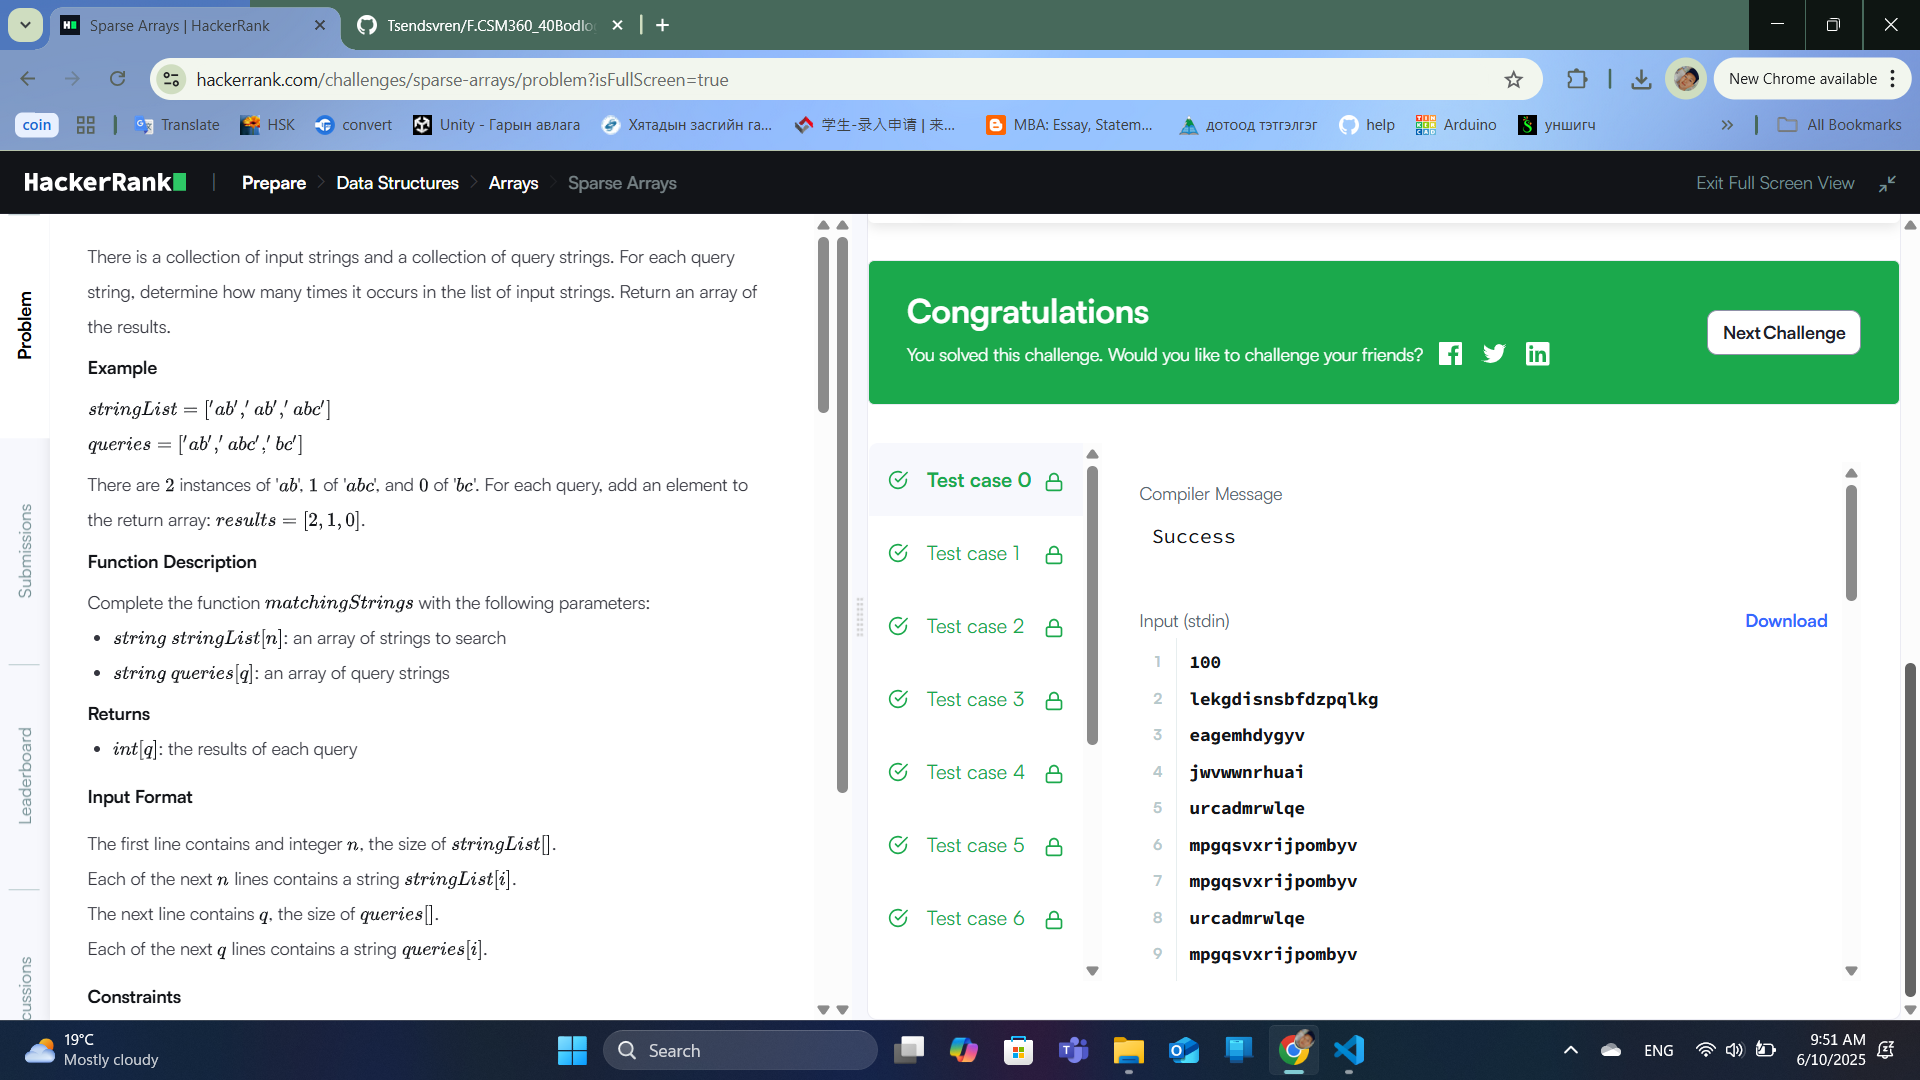 Sparse Arrays | HackerRank
Tsendsvren/F.CSM360_40Bodlo
hackerrank.com/challenges/sparse-arrays/problem?isFullScreen=true
New Chrome available
coin
Translate
HSK
convert
Unity - Гарын авлага
Хятадын засгийн га...
学生-录入申请 | 来...
MBA: Essay, Statem...
дотоод тэтгэлгэг
help
Arduino
уншигч
All Bookmarks
HackerRank
Prepare
Data Structures
Arrays
Sparse Arrays
Exit Full Screen View
Problem
Submissions
Leaderboard
cussions
There is a collection of input strings and a collection of query strings. For each query
string, determine how many times it occurs in the list of input strings. Return an array of
the results.
Example
stringList = ['ab',' ab',' abc']
queries = ['ab',' abc',' bc']
There are 2 instances of 'ab', 1 of 'abc', and 0 of 'bc'. For each query, add an element to
the return array: results = [2, 1, 0].
Function Description
Complete the function matchingStrings with the following parameters:
• string stringList[n]: an array of strings to search
• string queries[q]: an array of query strings
Returns
• int[q]: the results of each query
Input Format
The first line contains and integer n, the size of stringList[].
Each of the next n lines contains a string stringList[i].
The next line contains q, the size of queries[].
Each of the next q lines contains a string queries[i].
Constraints
Congratulations
You solved this challenge. Would you like to challenge your friends?
Next Challenge
Test case 0
Test case 1
Test case 2
Test case 3
Test case 4
Test case 5
Test case 6
Compiler Message
Success
Input (stdin)
Download
1 100
2 lekgdisnsbfdzpqlkg
3 eagemhdygyv
4 jwvwwnrhuai
5 urcadmrwlqe
6 mpgqsvxrijpombyv
7 mpgqsvxrijpombyv
8 urcadmrwlqe
9 mpgqsvxrijpombyv
19°C
Mostly cloudy
Search
ENG
9:51 AM
6/10/2025